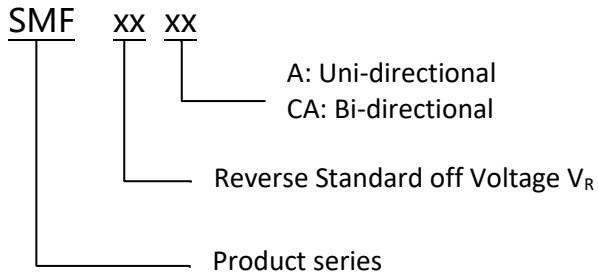 SMF xx xx
A: Uni-directional
CA: Bi-directional
Reverse Standard off Voltage VR
Product series